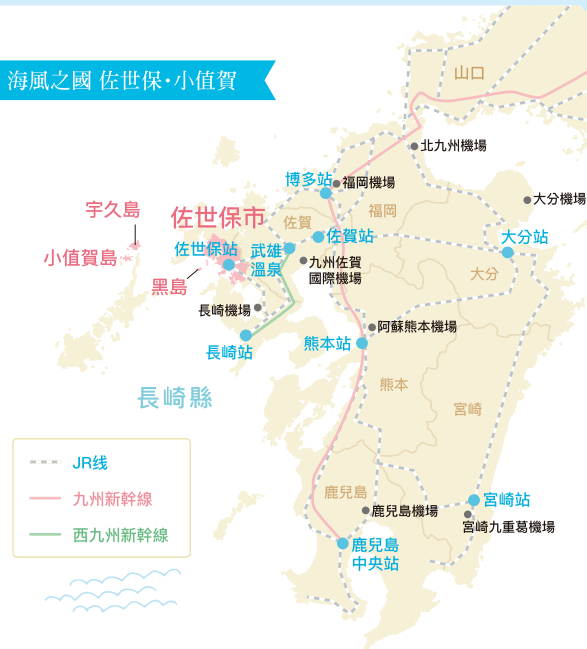 海風之國 佐世保・小值賀
山口
北九州機場
博多站
福岡機場
大分機場
宇久島
佐世保市
佐賀
福岡
佐賀站
大分站
小值賀島
佐世保站
武雄
溫泉
九州佐賀
國際機場
大分
黑島
長崎機場
阿蘇熊本機場
長崎站
熊本站
長崎縣
熊本
宮崎
JR线
九州新幹線
西九州新幹線
鹿兒島
鹿兒島機場
宮崎站
宮崎九重葛機場
鹿兒島
中央站